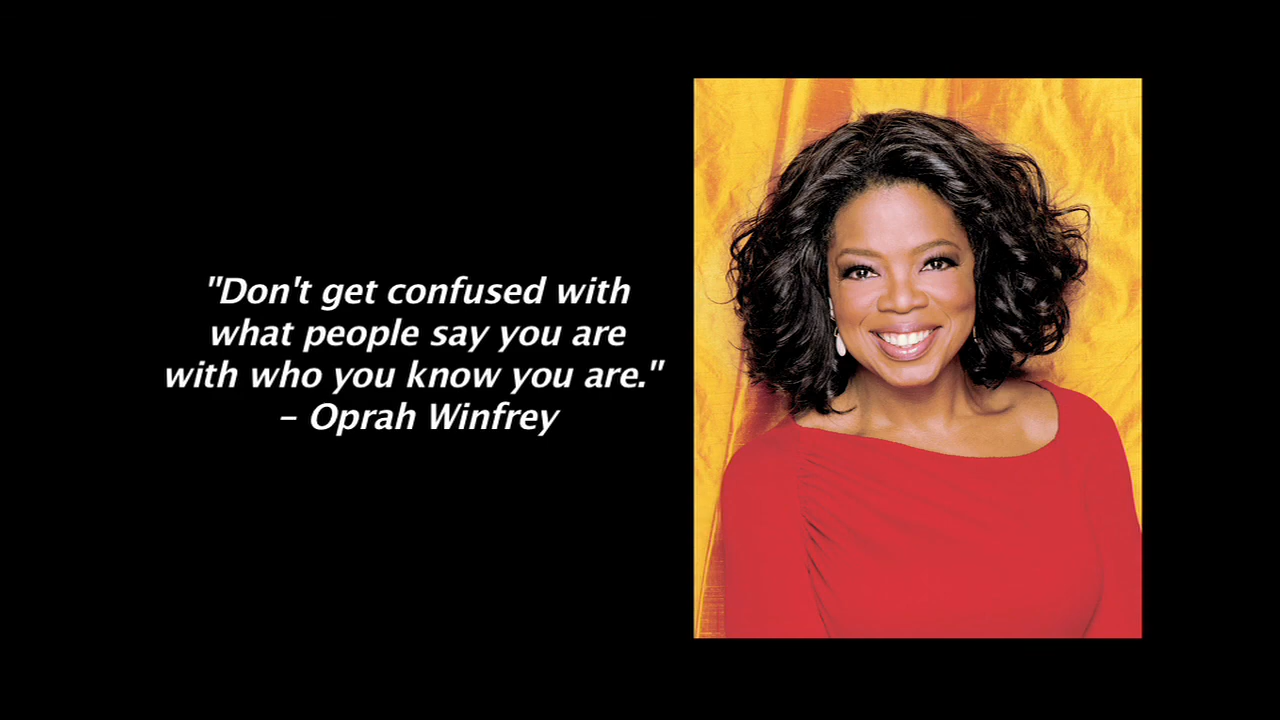 "Don't get confused with
what people say you are
with who you know you are."
– Oprah Winfrey